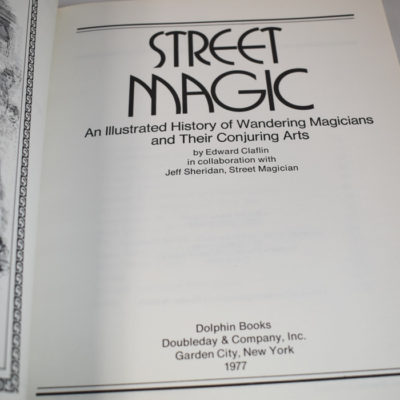 STREET
MAGIC
An Illustrated History of Wandering Magicians
and Their Conjuring Arts
by Edward Claflin
in collaboration with
Jeff Sheridan, Street Magician
Dolphin Books
Doubleday & Company, Inc.
Garden City, New York
1977